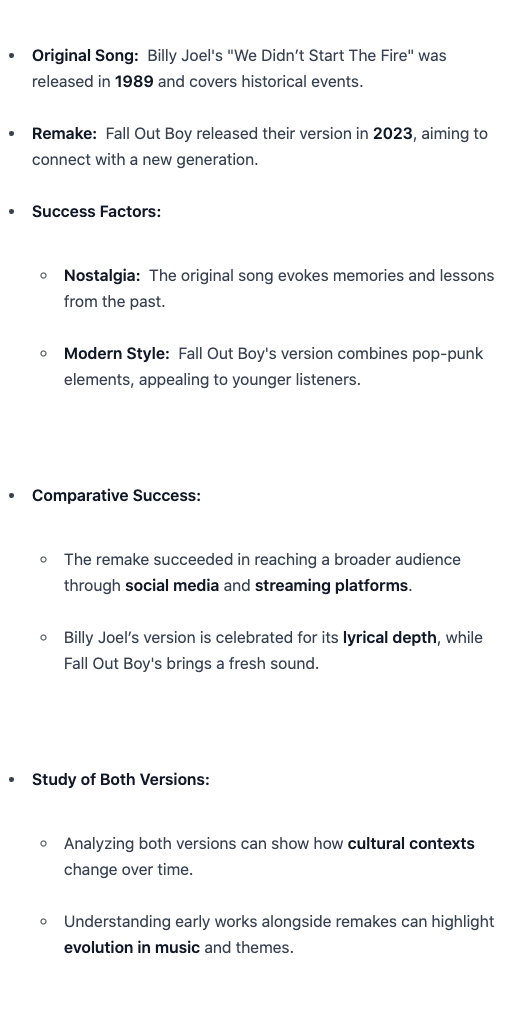 Original Song: Billy Joel's "We Didn’t Start The Fire" was
released in 1989 and covers historical events.
Remake: Fall Out Boy released their version in 2023, aiming to
connect with a new generation.
Success Factors:
Nostalgia: The original song evokes memories and lessons
from the past.
Modern Style: Fall Out Boy's version combines pop-punk
elements, appealing to younger listeners.
Comparative Success:
The remake succeeded in reaching a broader audience
through social media and streaming platforms.
Billy Joel’s version is celebrated for its lyrical depth, while
Fall Out Boy's brings a fresh sound.
Study of Both Versions:
Analyzing both versions can show how cultural contexts
change over time.
Understanding early works alongside remakes can highlight
evolution in music and themes.